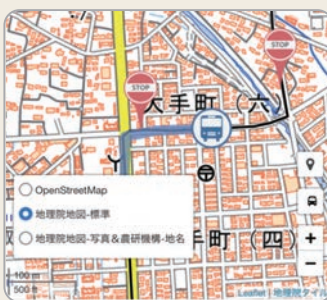 STOP
STOP
大手町（六）
OpenStreetMap
地理院地図-標準
地理院地図-写真＆農研機構-地名
手町（四）
+
−
100 m
500 ft
Leaflet | 地理院タイル